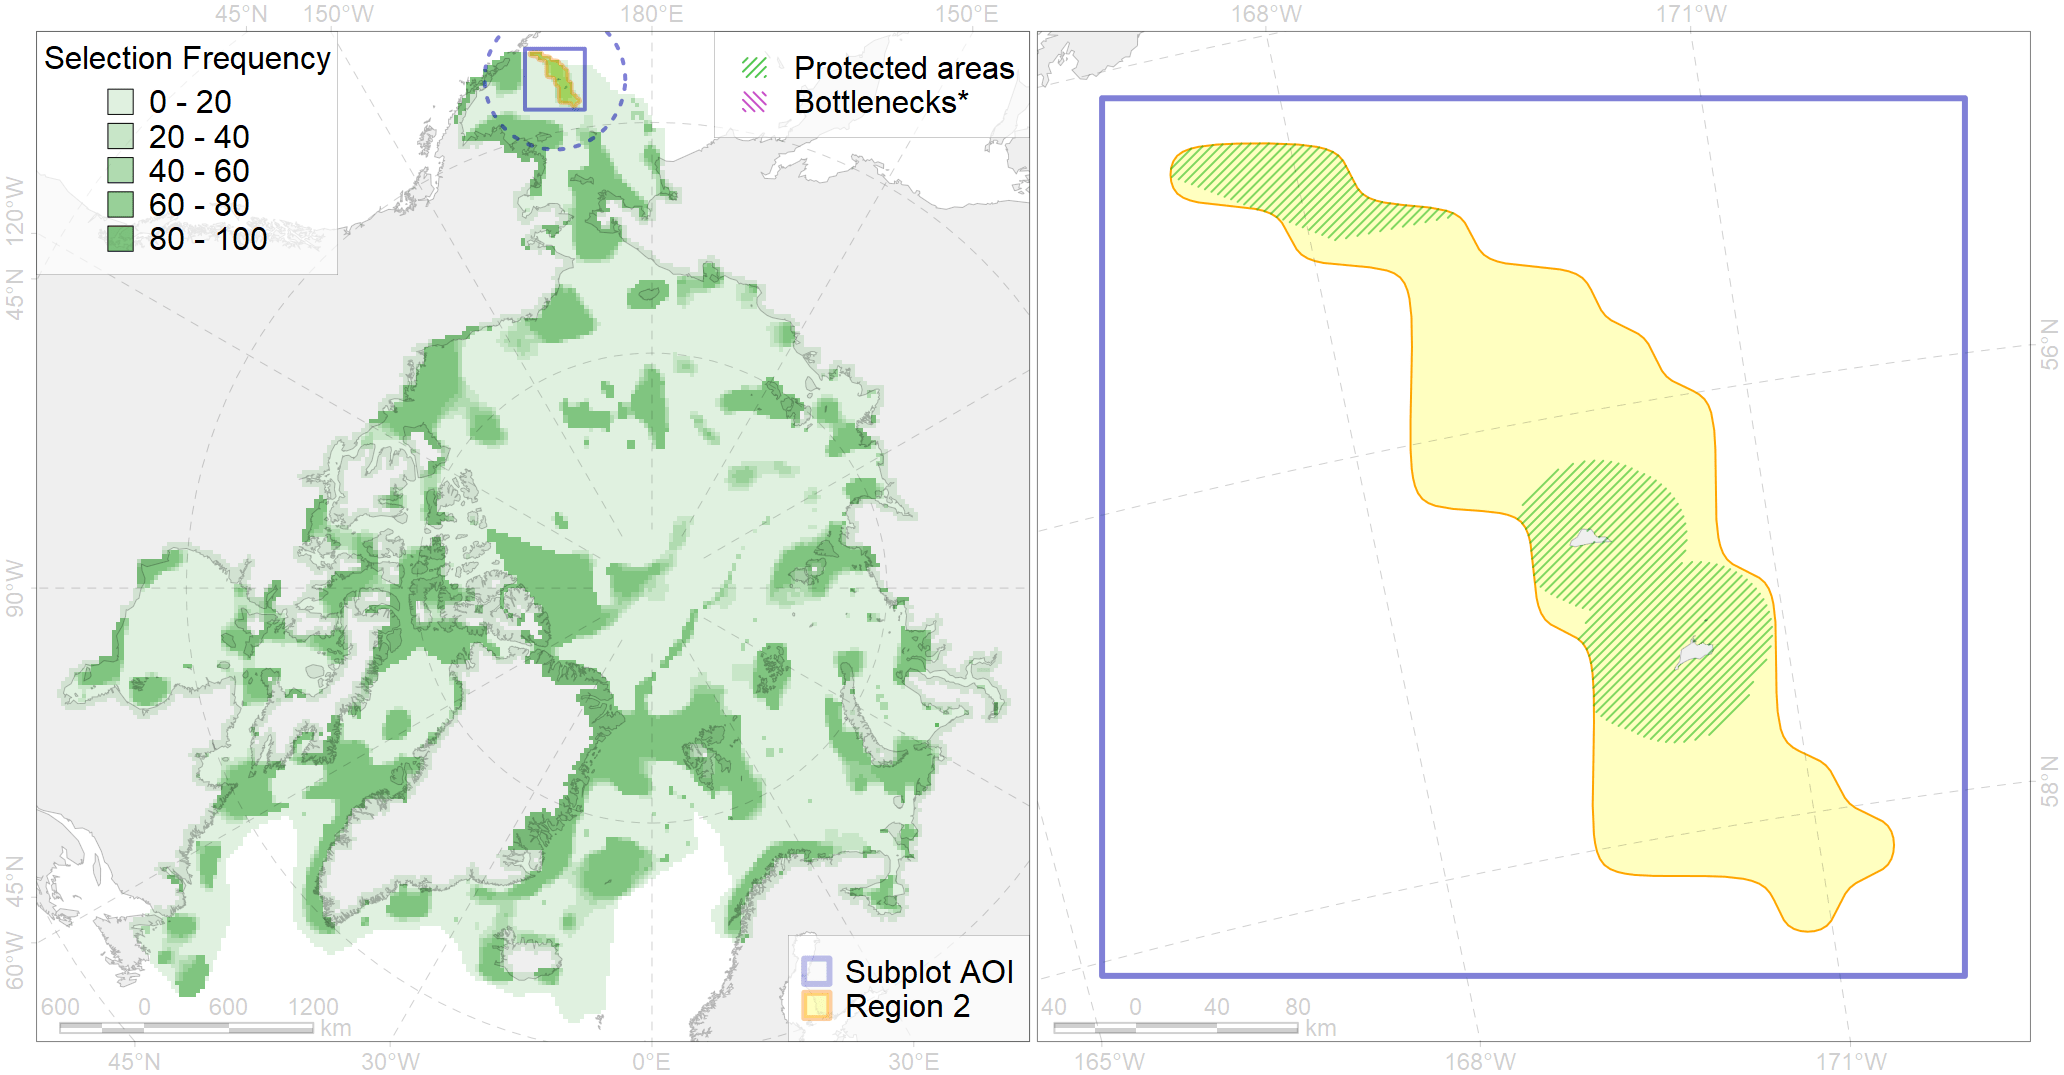 45°N 150°W 180°E 150°E 168°W 171°W
Selection Frequency
0 - 20
20 - 40
40 - 60
60 - 80
80 - 100
Protected areas
Bottlenecks*
120°W
45°N
90°W
45°N
60°W
56°N
58°N
Subplot AOI
Region 2
600 0 600 1200
km
40 0 40 80
km
45°N 30°W 0°E 30°E 165°W 168°W 171°W